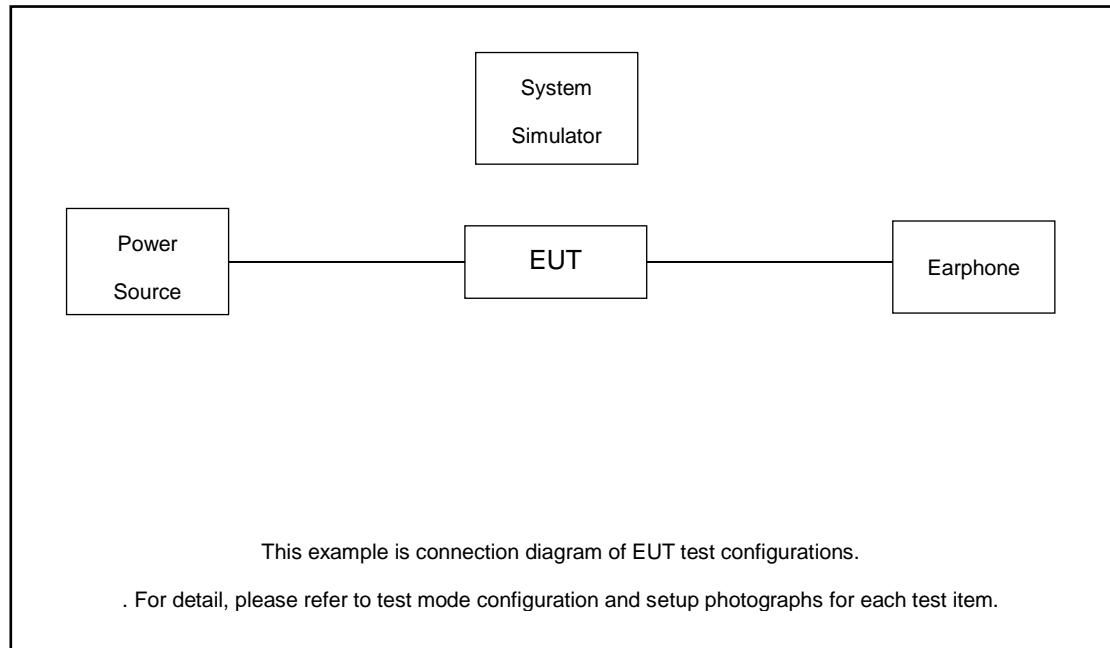 System
Simulator
Power
Source
EUT
Earphone
This example is connection diagram of EUT test configurations.
. For detail, please refer to test mode configuration and setup photographs for each test item.